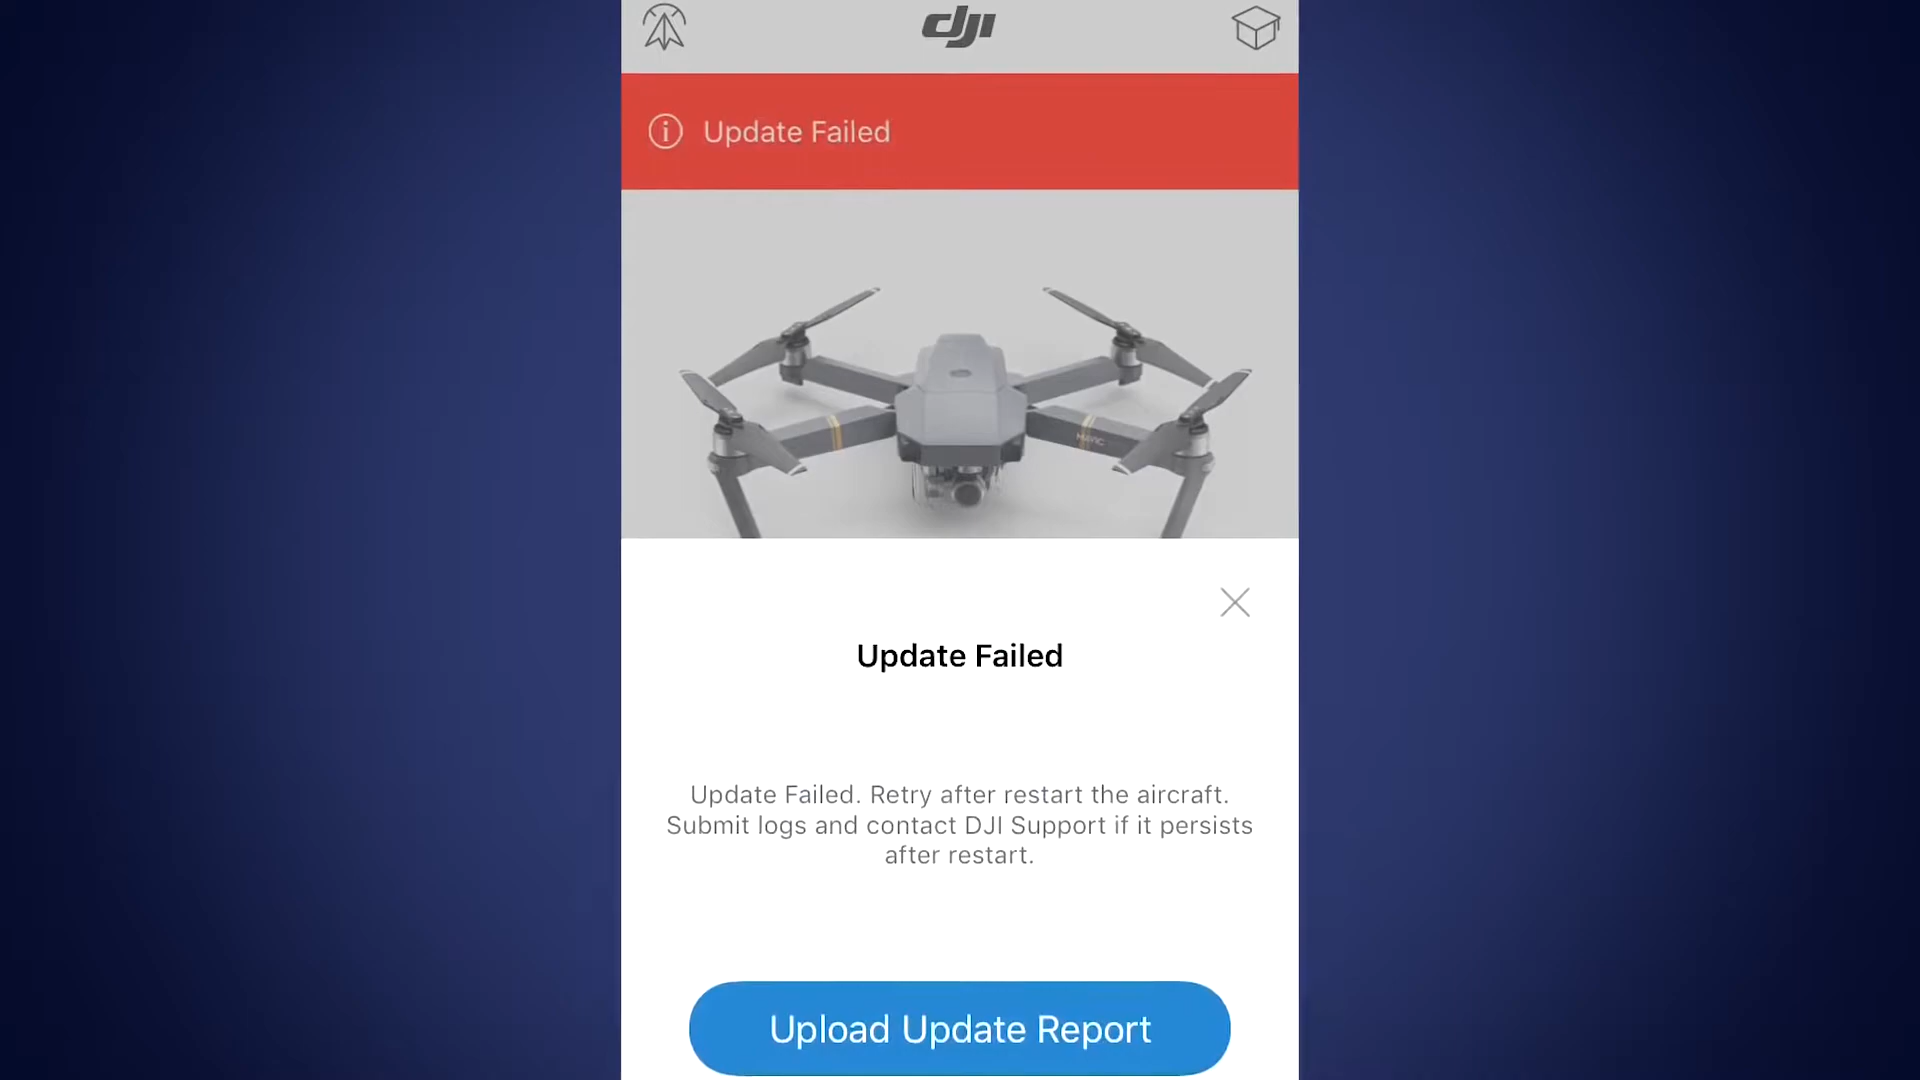 dji
Update Failed
MAVIC
Update Failed
Update Failed. Retry after restart the aircraft.
Submit logs and contact DJI Support if it persists
after restart.
Upload Update Report